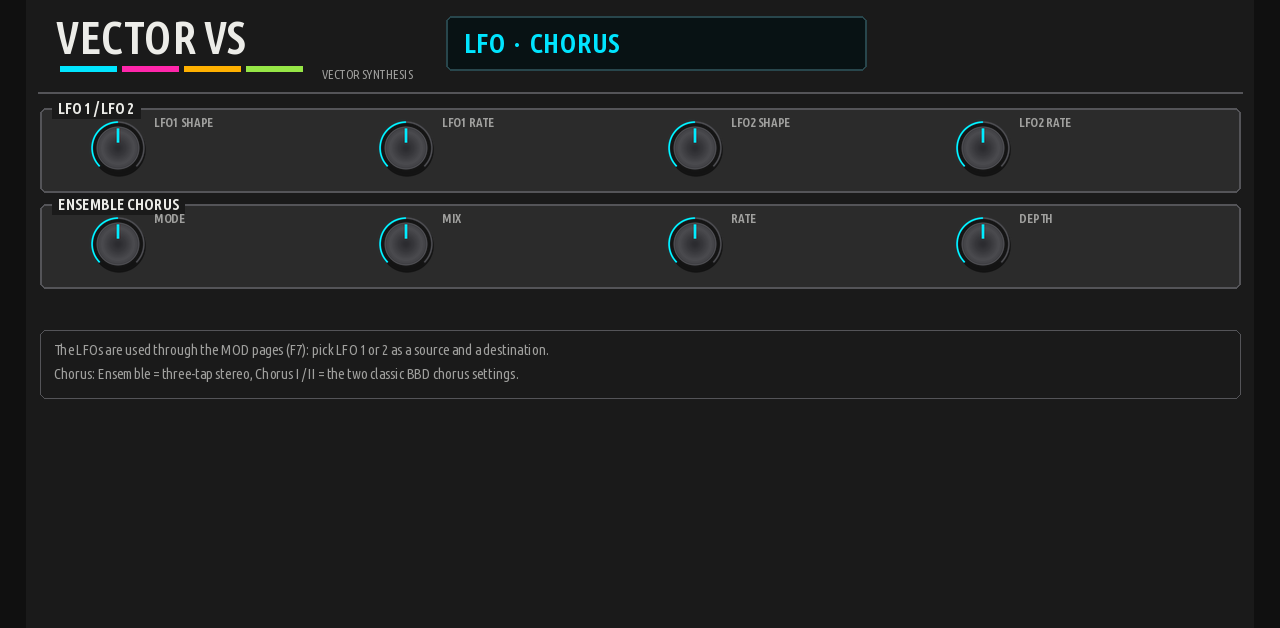 VECTOR VS
VECTOR SYNTHESIS
LFO · CHORUS
LFO 1 / LFO 2
LFO1 SHAPE
LFO1 RATE
LFO2 SHAPE
LFO2 RATE
ENSEMBLE CHORUS
MODE
MIX
RATE
DEPTH
The LFOs are used through the MOD pages (F7): pick LFO 1 or 2 as a source and a destination.
Chorus: Ensemble = three-tap stereo, Chorus I / II = the two classic BBD chorus settings.